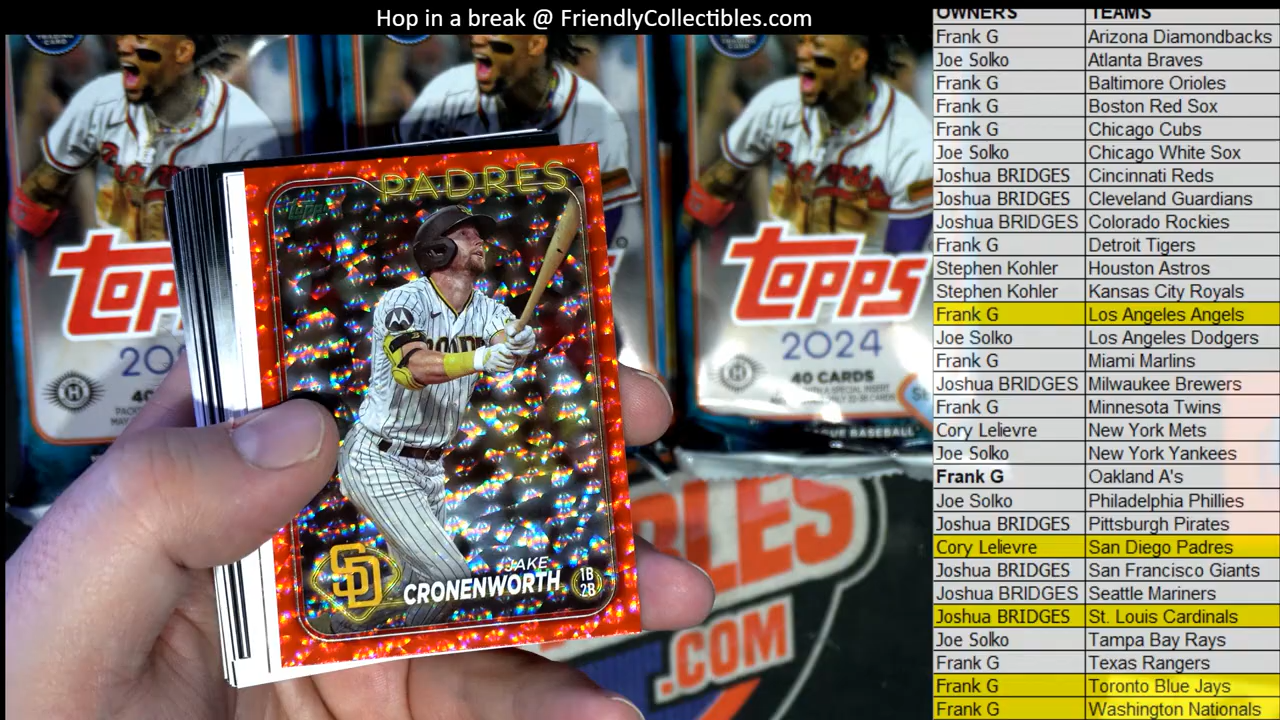 Hop in a break @ FriendlyCollectibles.com
OWNERS TEAMS
Frank G Arizona Diamondbacks
Joe Solko Atlanta Braves
Frank G Baltimore Orioles
Frank G Boston Red Sox
Frank G Chicago Cubs
Joe Solko Chicago White Sox
Joshua BRIDGES Cincinnati Reds
Joshua BRIDGES Cleveland Guardians
Joshua BRIDGES Colorado Rockies
Frank G Detroit Tigers
Stephen Kohler Houston Astros
Stephen Kohler Kansas City Royals
Frank G Los Angeles Angels
Joe Solko Los Angeles Dodgers
Frank G Miami Marlins
Joshua BRIDGES Milwaukee Brewers
Frank G Minnesota Twins
Cory Lelievre New York Mets
Joe Solko New York Yankees
Frank G Oakland A's
Joe Solko Philadelphia Phillies
Joshua BRIDGES Pittsburgh Pirates
Cory Lelievre San Diego Padres
Joshua BRIDGES San Francisco Giants
Joshua BRIDGES Seattle Mariners
Joshua BRIDGES St. Louis Cardinals
Joe Solko Tampa Bay Rays
Frank G Texas Rangers
Frank G Toronto Blue Jays
Frank G Washington Nationals
PADRES
Topps
JAKE
CRONENWORTH
1B
2B
SD
TOPP
20
40
TOPPS
2024
40 CARDS
BLES
.COM